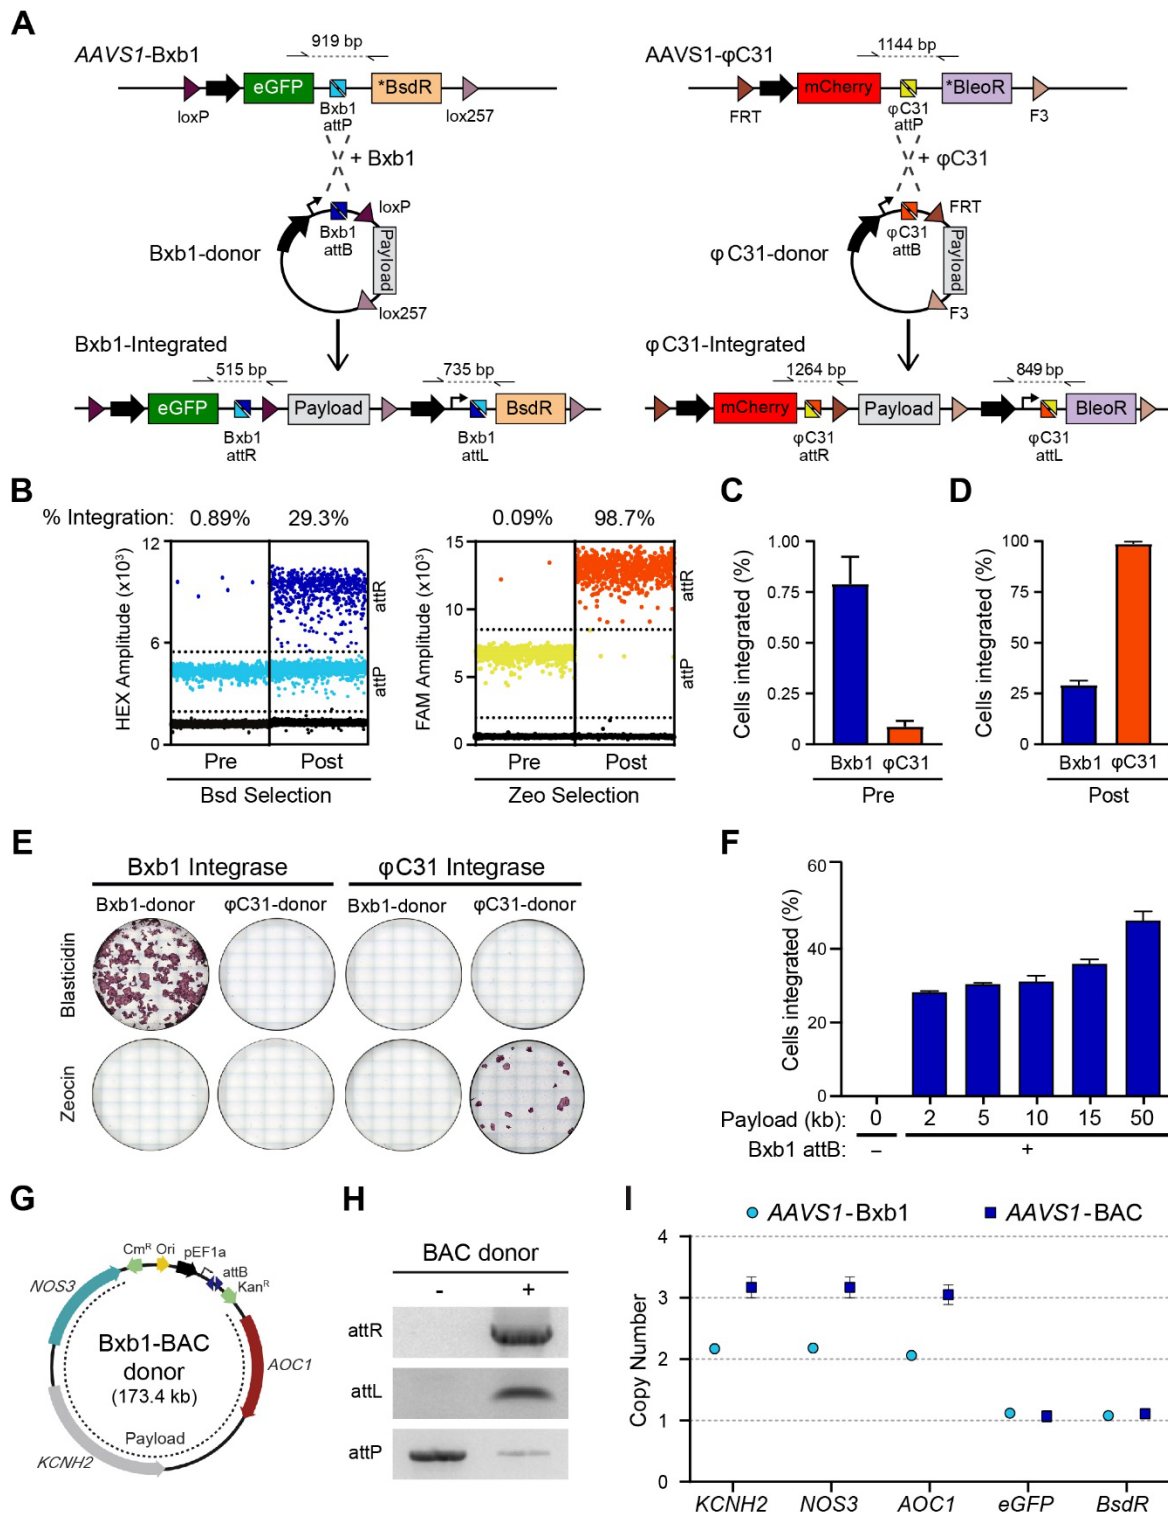 A
AAVS1-Bxb1
919 bp
eGFP
*BsdR
loxP
Bxb1
attP
lox257
+ Bxb1
loxP
Bxb1
attB
Payload
Bxb1-donor
lox257
Bxb1-Integrated
515 bp
735 bp
eGFP
Payload
BsdR
Bxb1
attR
Bxb1
attL
AAVS1-φC31
1144 bp
mCherry
*BleoR
FRT
φC31
attP
F3
+ φC31
FRT
φC31
attB
Payload
φC31-donor
F3
φC31-Integrated
1264 bp
849 bp
mCherry
Payload
BleoR
φC31
attR
φC31
attL
B
% Integration: 0.89% 29.3%
0.09% 98.7%
HEX Amplitude (x10³)
12
6
0
attR
attP
Pre Post
Bsd Selection
FAM Amplitude (x10³)
15
10
5
0
attR
attP
Pre Post
Zeo Selection
C
Cells integrated (%)
1.00
0.75
0.50
0.25
0
Bxb1 φC31
Pre
D
Cells integrated (%)
100
75
50
25
0
Bxb1 φC31
Post
E
Bxb1 Integrase φC31 Integrase
Bxb1-donor φC31-donor Bxb1-donor φC31-donor
Blasticidin
Zeocin
F
Cells integrated (%)
60
40
20
0
Payload (kb): 0 2 5 10 15 50
Bxb1 attB: – +
G
CmR Ori pEF1a
attB
KanR
NOS3
AOC1
KCNH2
Bxb1-BAC
donor
(173.4 kb)
Payload
H
BAC donor
- +
attR
attL
attP
I
AAVS1-Bxb1 AAVS1-BAC
Copy Number
4
3
2
1
0
KCNH2 NOS3 AOC1 eGFP BsdR